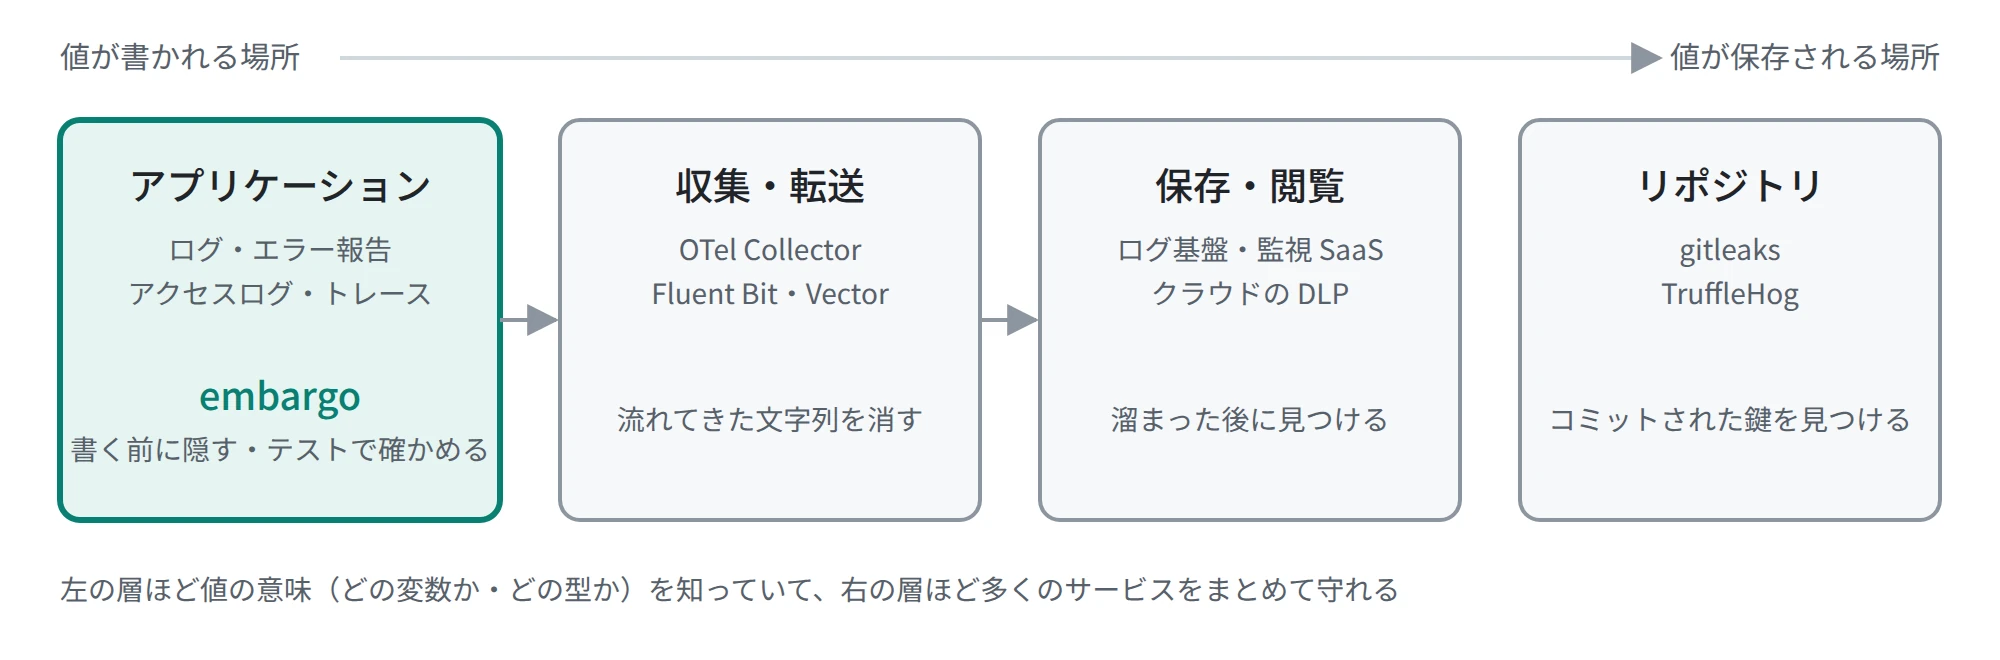 値が書かれる場所
値が保存される場所
アプリケーション
ログ・エラー報告
アクセスログ・トレース
embargo
書く前に隠す・テストで確かめる
収集・転送
OTel Collector
Fluent Bit・Vector
流れてきた文字列を消す
保存・閲覧
ログ基盤・監視 SaaS
クラウドの DLP
溜まった後に見つける
リポジトリ
gitleaks
TruffleHog
コミットされた鍵を見つける
左の層ほど値の意味（どの変数か・どの型か）を知っていて、右の層ほど多くのサービスをまとめて守れる